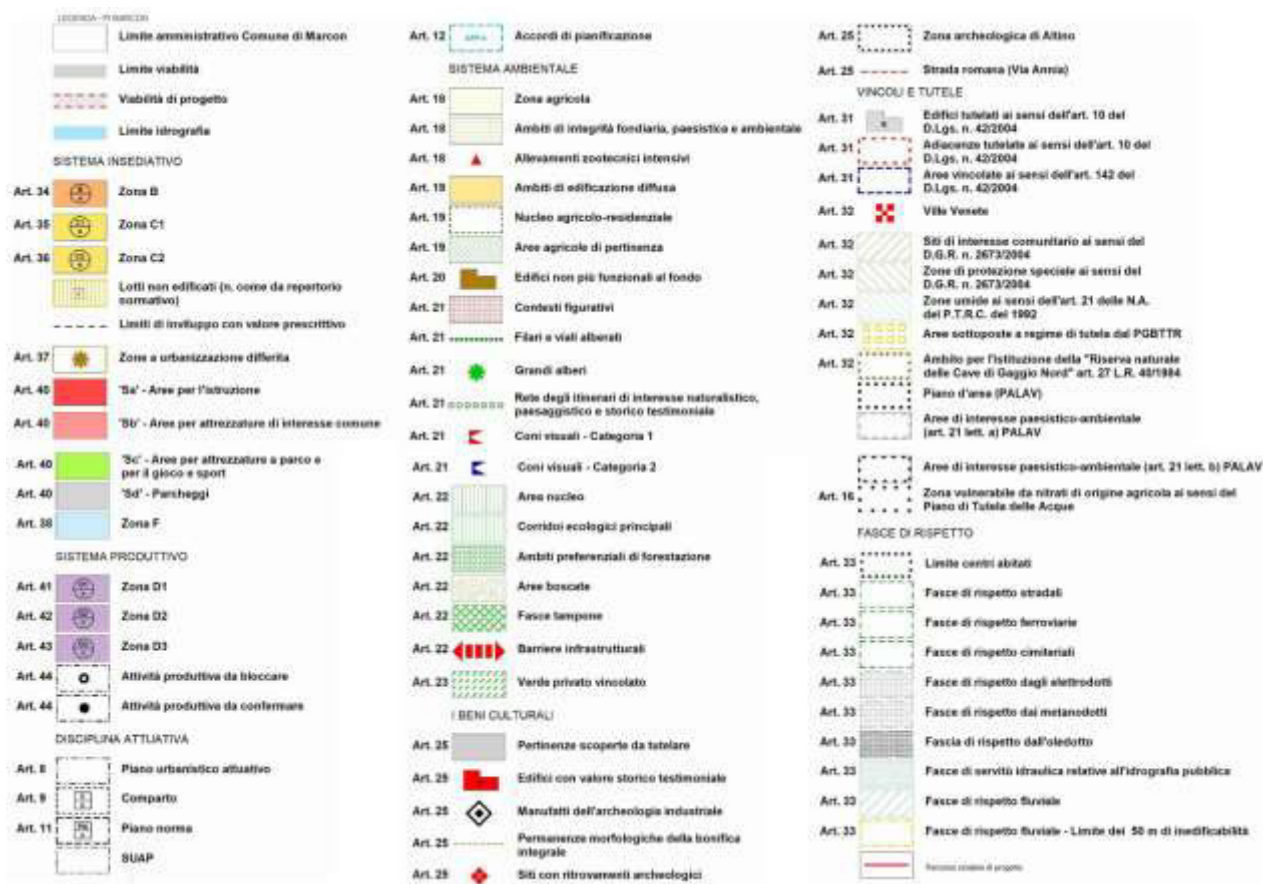 LEGENDA - PI MARCON
Limite amministrativo Comune di Marcon
Limite viabilità
Viabilità di progetto
Limite idrografia
SISTEMA INSEDIATIVO
Art. 34 Zona B
Art. 35 Zona C1
Art. 36 Zona C2
Lotti non edificati (n. come da repertorio
normativo)
Limiti di inviluppo con valore prescrittivo
Art. 37 Zone a urbanizzazione differita
Art. 40 'Sa' - Aree per l'istruzione
Art. 40 'Sb' - Aree per attrezzature di interesse comune
Art. 40 'Sc' - Aree per attrezzature a parco e
per il gioco e sport
Art. 40 'Sd' - Parcheggi
Art. 38 Zona F
SISTEMA PRODUTTIVO
Art. 41 Zona D1
Art. 42 Zona D2
Art. 43 Zona D3
Art. 44 Attività produttiva da bloccare
Art. 44 Attività produttiva da confermare
DISCIPLINA ATTUATIVA
Art. 8 Piano urbanistico attuativo
Art. 9 Comparto
Art. 11 Piano norma
SUAP
Art. 12 Accordi di pianificazione
SISTEMA AMBIENTALE
Art. 18 Zona agricola
Art. 18 Ambiti di integrità fondiaria, paesistica e ambientale
Art. 18 Allevamenti zootecnici intensivi
Art. 19 Ambiti di edificazione diffusa
Art. 19 Nucleo agricolo-residenziale
Art. 19 Aree agricole di pertinenza
Art. 20 Edifici non più funzionali al fondo
Art. 21 Contesti figurativi
Art. 21 Filari e viali alberati
Art. 21 Grandi alberi
Art. 21 Rete degli itinerari di interesse naturalistico,
paesaggistico e storico testimoniale
Art. 21 Coni visuali - Categoria 1
Art. 21 Coni visuali - Categoria 2
Art. 22 Area nucleo
Art. 22 Corridoi ecologici principali
Art. 22 Ambiti preferenziali di forestazione
Art. 22 Aree boscate
Art. 22 Fasce tampone
Art. 22 Barriere infrastrutturali
Art. 23 Verde privato vincolato
I BENI CULTURALI
Art. 25 Pertinenze scoperte da tutelare
Art. 25 Edifici con valore storico testimoniale
Art. 25 Manufatti dell'archeologia industriale
Art. 25 Permanenze morfologiche della bonifica
integrale
Art. 25 Siti con ritrovamenti archeologici
Art. 25 Zona archeologica di Altino
Art. 25 Strada romana (Via Annia)
VINCOLI E TUTELE
Art. 31 Edifici tutelati ai sensi dell'art. 10 del
D.Lgs. n. 42/2004
Art. 31 Adiacenze tutelate ai sensi dell'art. 10 del
D.Lgs. n. 42/2004
Art. 31 Aree vincolate ai sensi dell'art. 142 del
D.Lgs. n. 42/2004
Art. 32 Ville Venete
Art. 32 Siti di interesse comunitario ai sensi del
D.G.R. n. 2673/2004
Art. 32 Zone di protezione speciale ai sensi del
D.G.R. n. 2673/2004
Art. 32 Zone umide ai sensi dell'art. 21 delle N.A.
del P.T.R.C. del 1992
Art. 32 Aree sottoposte a regime di tutela dal PGBTTR
Art. 32 Ambito per l'istituzione della "Riserva naturale
delle Cave di Gaggio Nord" art. 27 L.R. 40/1984
Piano d'area (PALAV)
Aree di interesse paesistico-ambientale
(art. 21 lett. a) PALAV
Aree di interesse paesistico-ambientale (art. 21 lett. b) PALAV
Art. 16 Zona vulnerabile da nitrati di origine agricola ai sensi del
Piano di Tutela delle Acque
FASCE DI RISPETTO
Art. 33 Limite centri abitati
Art. 33 Fasce di rispetto stradali
Art. 33 Fasce di rispetto ferroviarie
Art. 33 Fasce di rispetto cimiteriali
Art. 33 Fasce di rispetto dagli elettrodotti
Art. 33 Fasce di rispetto dai metanodotti
Art. 33 Fascia di rispetto dall'oledotto
Art. 33 Fasce di servitù idraulica relative all'idrografia pubblica
Art. 33 Fasce di rispetto fluviale
Art. 33 Fasce di rispetto fluviale - Limite dei 50 m di inedificabilità
Percorso ciclabile di progetto